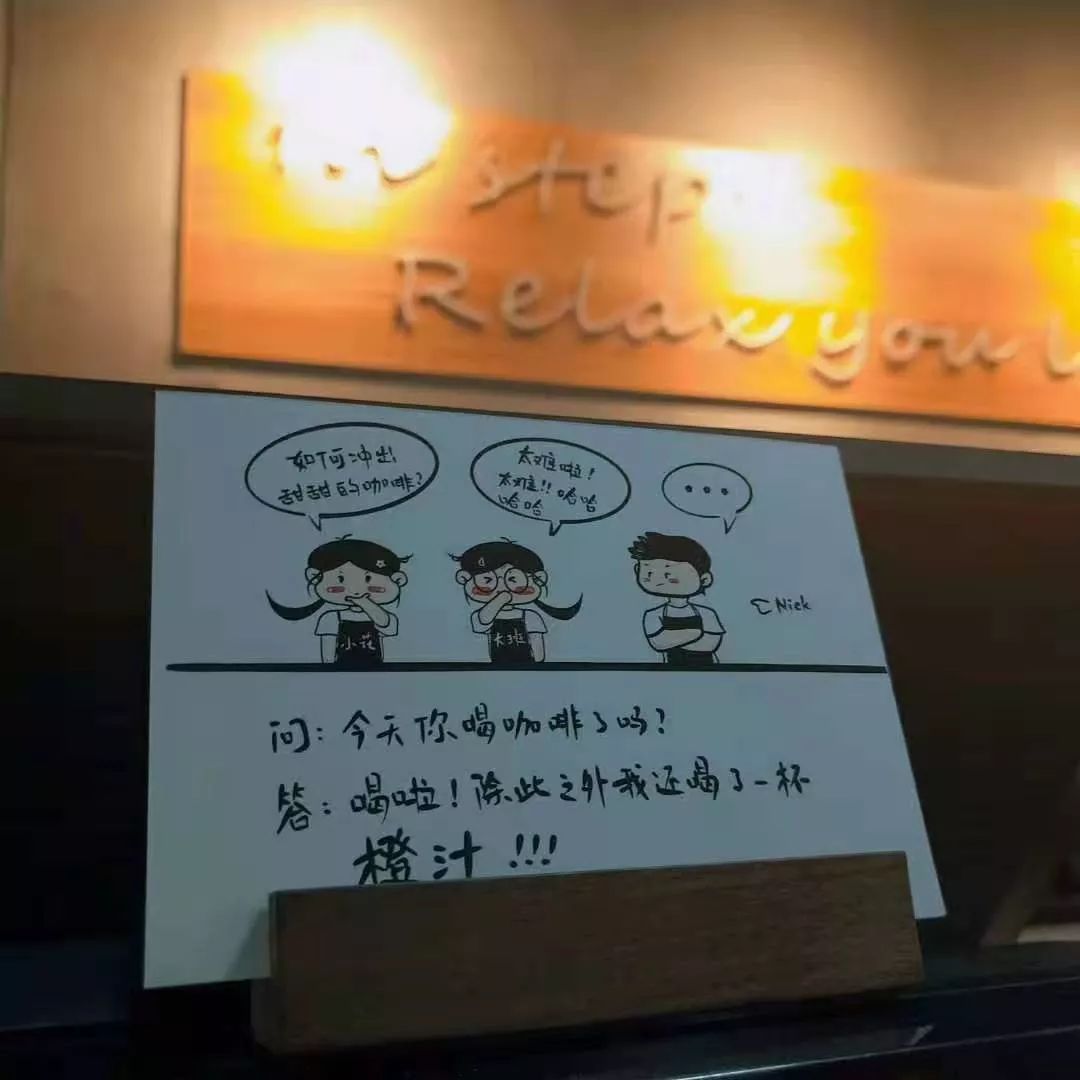 step
Relax you
如何冲出
甜甜的咖啡?
太难啦!
太难!! 哈哈
哈哈
...
小花
大班
Nick
问: 今天你喝咖啡了吗?
答: 喝啦! 除此之外我还喝了一杯
橙汁!!!